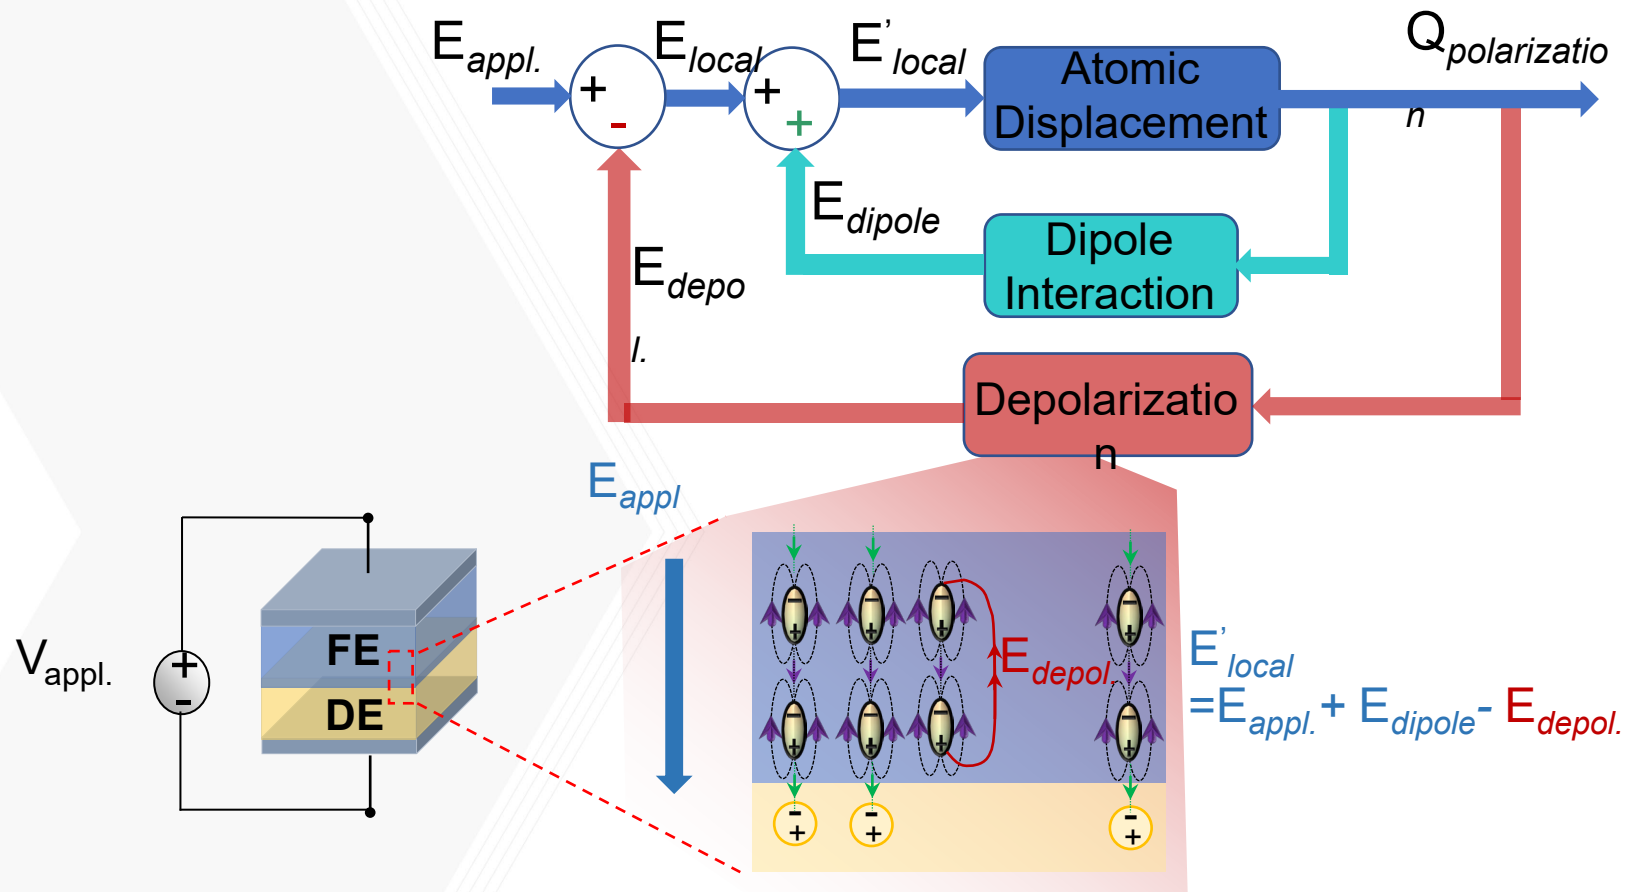 E appl.
E local
E’ local
Q polarizatio
n
+
-
+
+
Atomic
Displacement
E dipole
Dipole
Interaction
E depo
l.
Depolarizatio
n
E appl
V appl.
+
-
FE
DE
E depol.
E’ local
=E appl. + E dipole - E depol.
- - - -
+ + + +
- - - -
+ + + +
- - -
+ + +